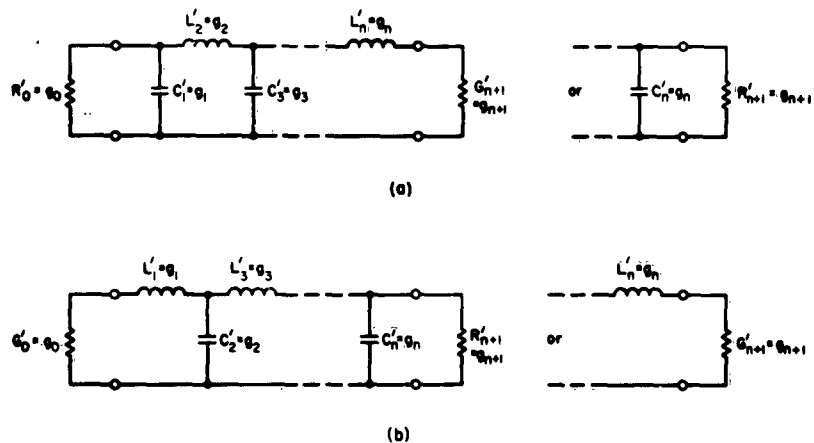 L'₂=g₂
L'ₙ=gₙ
R'₀=g₀
C'₁=g₁
C'₃=g₃
G'ₙ₊₁
=gₙ₊₁
or
C'ₙ=gₙ
R'ₙ₊₁=gₙ₊₁
(a)
L'₁=g₁
L'₃=g₃
L'ₙ=gₙ
G'₀=g₀
C'₂=g₂
C'ₙ=gₙ
R'ₙ₊₁
=gₙ₊₁
or
G'ₙ₊₁=gₙ₊₁
(b)